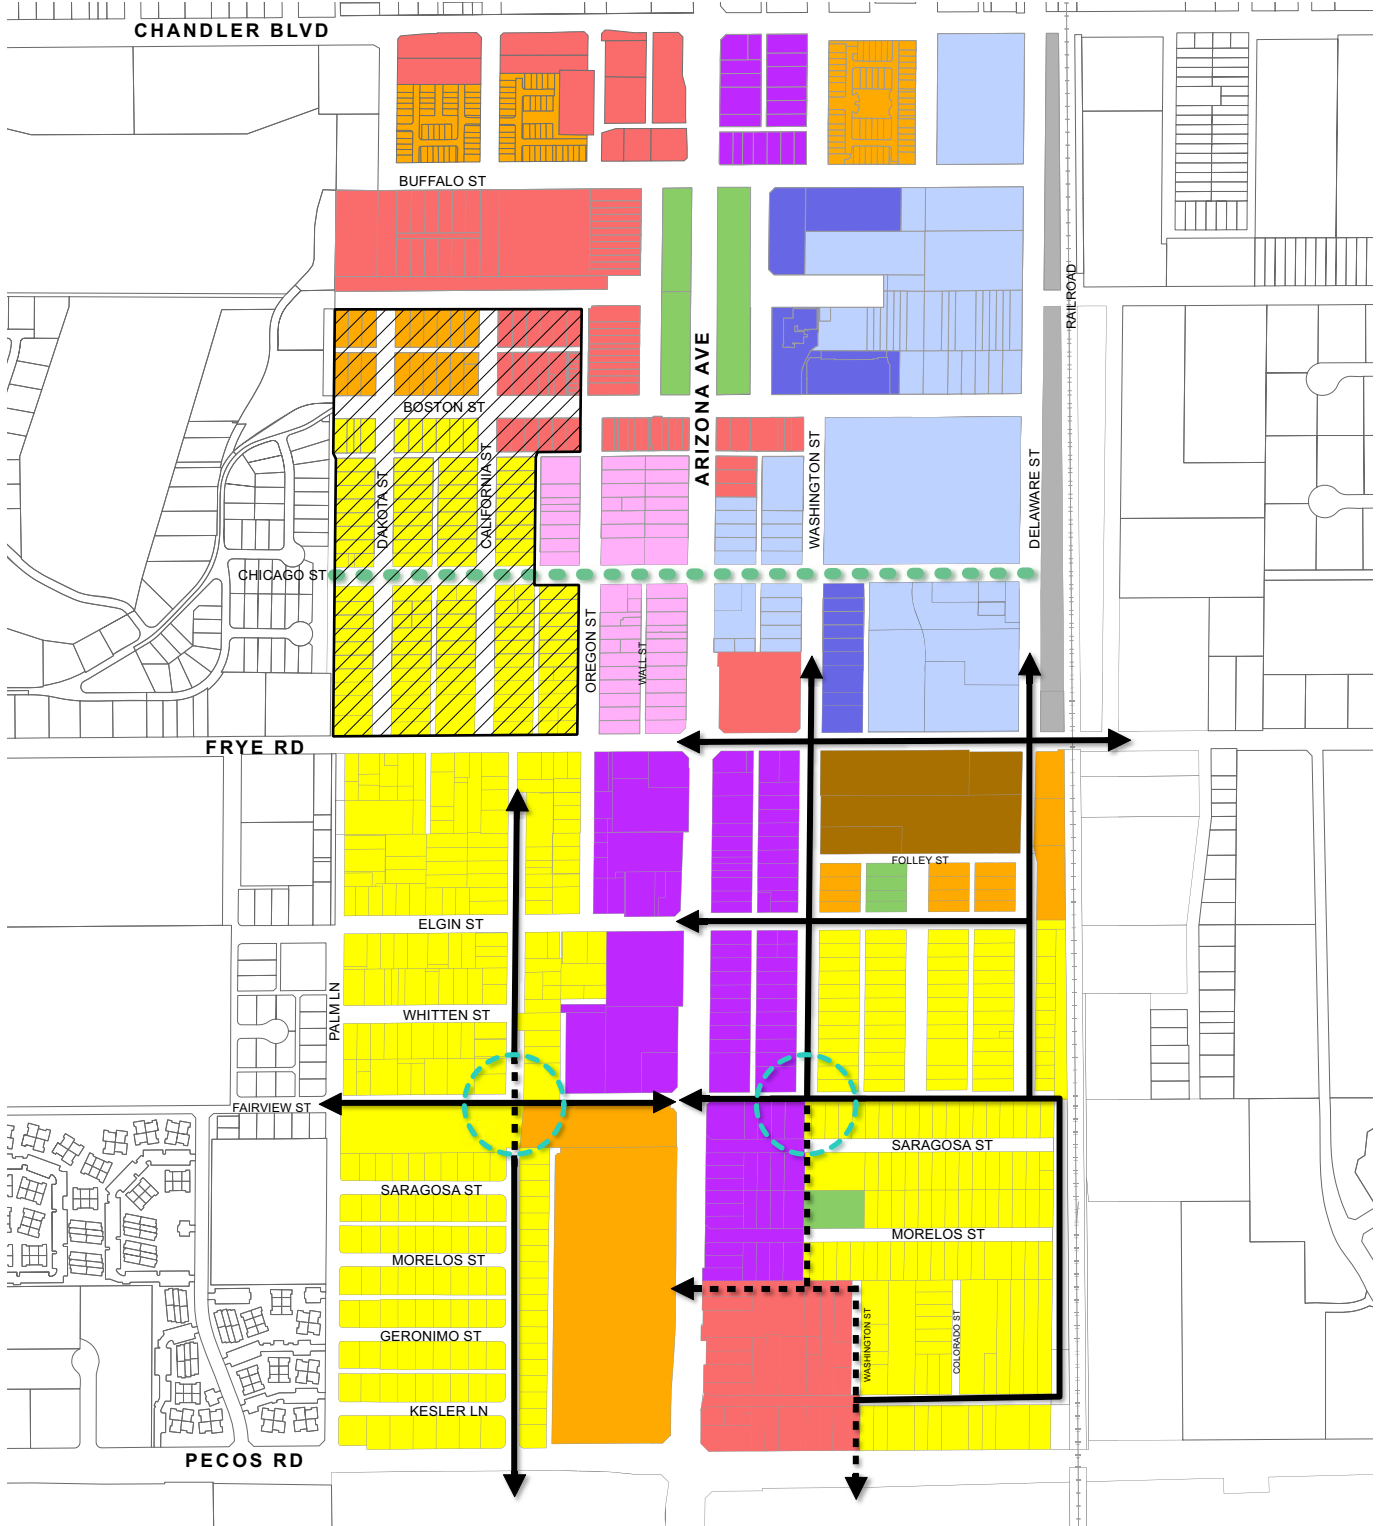 CHANDLER BLVD
BUFFALO ST
RAILROAD
ARIZONA AVE
BOSTON ST
WASHINGTON ST
DAKOTA ST
CALIFORNIA ST
DELAWARE ST
CHICAGO ST
OREGON ST
WALL ST
FRYE RD
FOLLEY ST
ELGIN ST
PALM LN
WHITTEN ST
FAIRVIEW ST
SARAGOSA ST
SARAGOSA ST
MORELOS ST
MORELOS ST
GERONIMO ST
WASHINGTON ST
COLORADO ST
KESLER LN
PECOS RD